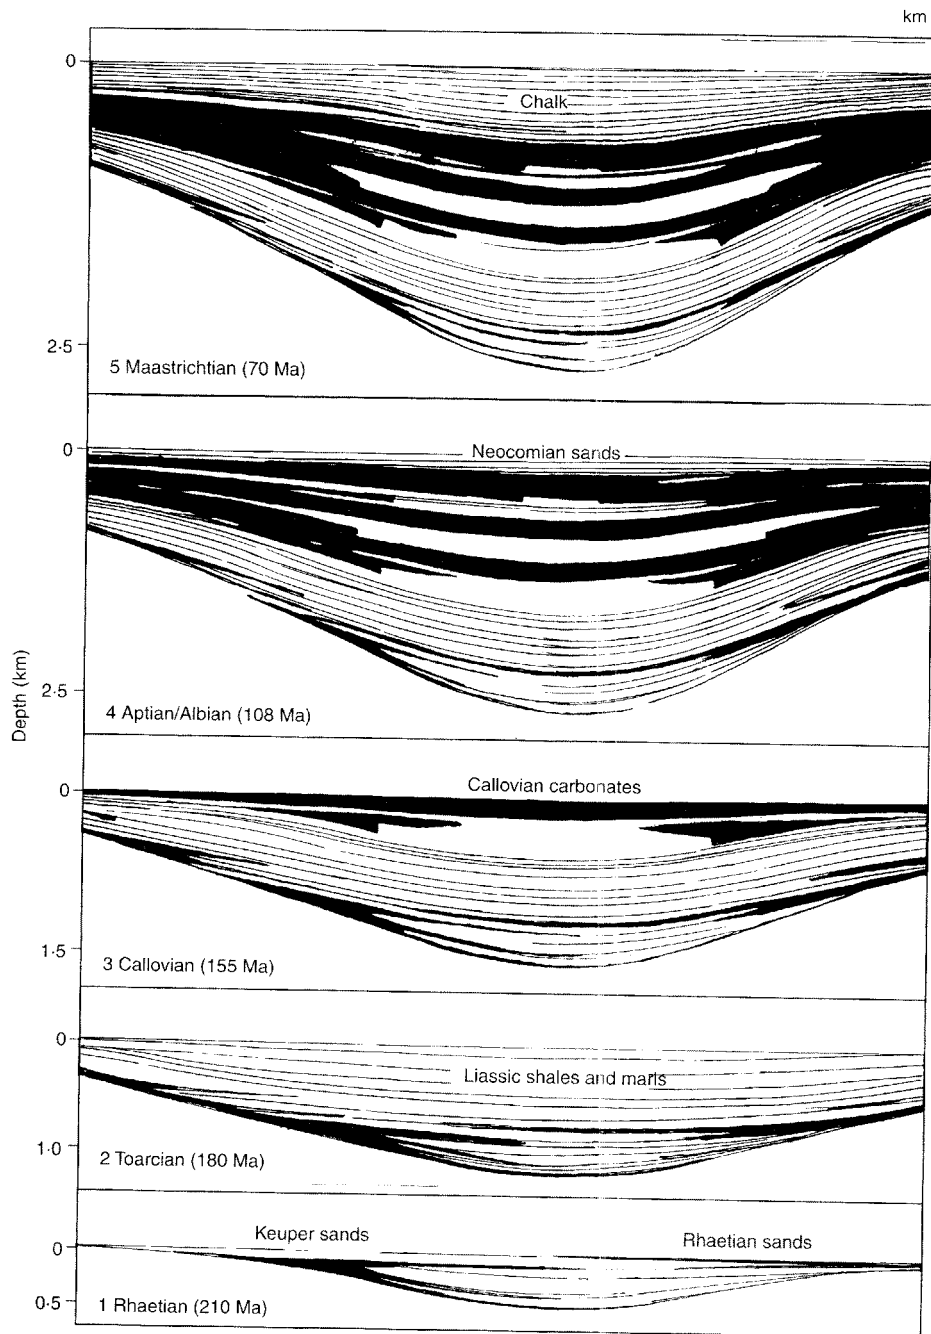 km
0
Chalk
2·5
5 Maastrichtian (70 Ma)
0
Neocomian sands
Depth (km)
2·5
4 Aptian/Albian (108 Ma)
0
Callovian carbonates
1·5
3 Callovian (155 Ma)
0
Liassic shales and marls
1·0
2 Toarcian (180 Ma)
Keuper sands
Rhaetian sands
0
0·5
1 Rhaetian (210 Ma)